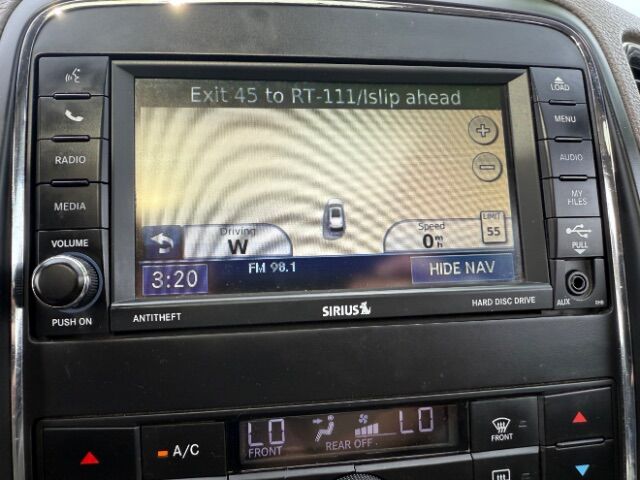 Exit 45 to RT-111/Islip ahead
LOAD
MENU
RADIO
AUDIO
MEDIA
MY FILES
VOLUME
Driving
W
Speed
0 mh
LIMIT
55
PULL
3:20
FM 98.1
HIDE NAV
PUSH ON
ANTITHEFT
SIRIUS
HARD DISC DRIVE
AUX
A/C
LO
FRONT
REAR OFF
LO
FRONT